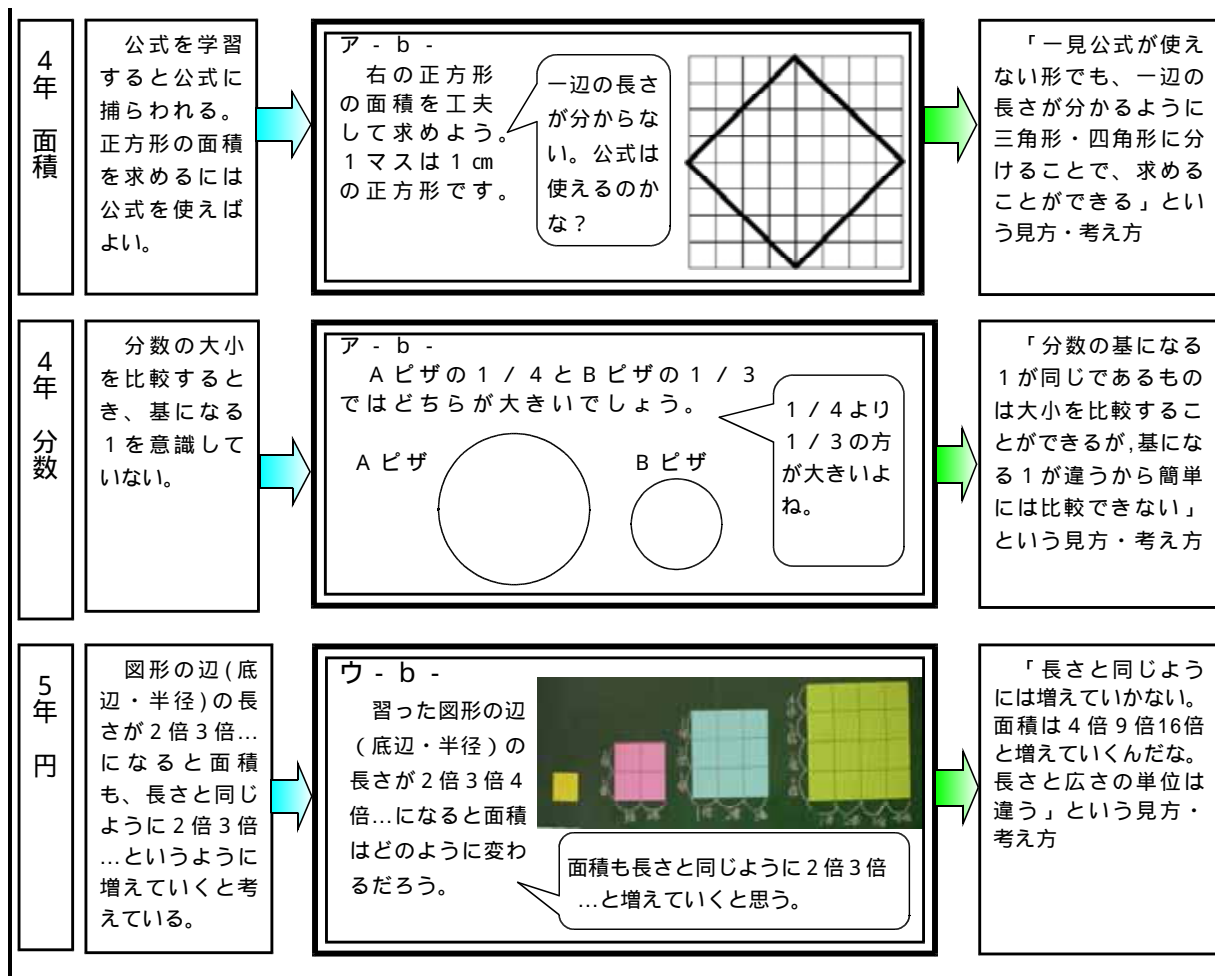 4年 面積
公式を学習
すると公式に
捕らわれる。
正方形の面積
を求めるには
公式を使えば
よい。
ア - b -
右の正方形
の面積を工夫
して求めよう。
1マスは1㎝
の正方形です。
一辺の長さ
が分からな
い。公式は
使えるのか
な?
「一見公式が使え
ない形でも、一辺の
長さが分かるように
三角形・四角形に分
けることで、求める
ことができる」とい
う見方・考え方
4年 分数
分数の大小
を比較すると
き、基になる
1を意識して
いない。
ア - b -
Aピザの1/4とBピザの1/3
ではどちらが大きいでしょう。
Aピザ
Bピザ
1/4より
1/3の方
が大きいよ
ね。
「分数の基になる
1が同じであるもの
は大小を比較するこ
とができるが,基にな
る1が違うから簡単
には比較できない」
という見方・考え方
5年 円
図形の辺(底
辺・半径)の長
さが2倍3倍…
になると面積
も、長さと同じ
ように2倍3倍
…というように
増えていくと考
えている。
ウ - b -
習った図形の辺
(底辺・半径)の
長さが2倍3倍4
倍…になると面積
はどのように変わ
るだろう。
面積も長さと同じように2倍3倍
…と増えていくと思う。
「長さと同じよう
には増えていかない。
面積は4倍9倍16倍
と増えていくんだな。
長さと広さの単位は
違う」という見方・
考え方